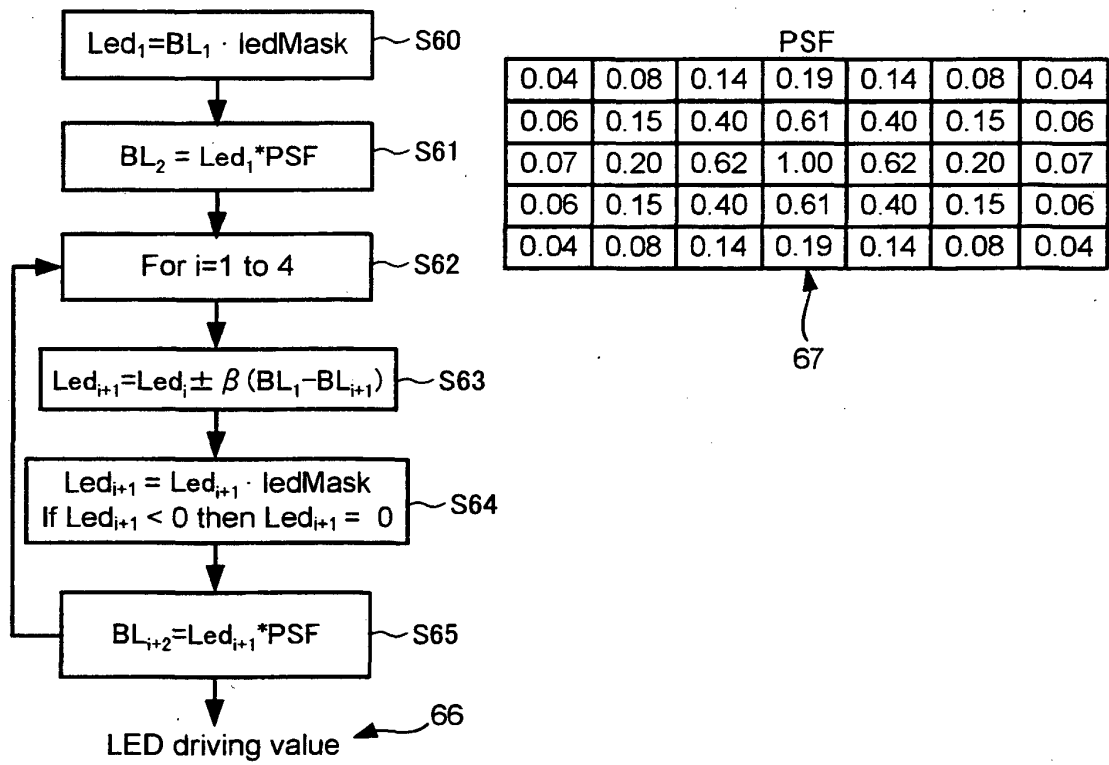 Led₁=BL₁ · ledMask
S60
BL₂ = Led₁*PSF
S61
For i=1 to 4
S62
Ledᵢ₊₁=Ledᵢ ± β (BL₁-BLᵢ₊₁)
S63
Ledᵢ₊₁ = Ledᵢ₊₁ · ledMask
If Ledᵢ₊₁ < 0 then Ledᵢ₊₁ = 0
S64
BLᵢ₊₂=Ledᵢ₊₁*PSF
S65
66
LED driving value
PSF
0.04 0.08 0.14 0.19 0.14 0.08 0.04
0.06 0.15 0.40 0.61 0.40 0.15 0.06
0.07 0.20 0.62 1.00 0.62 0.20 0.07
0.06 0.15 0.40 0.61 0.40 0.15 0.06
0.04 0.08 0.14 0.19 0.14 0.08 0.04
67